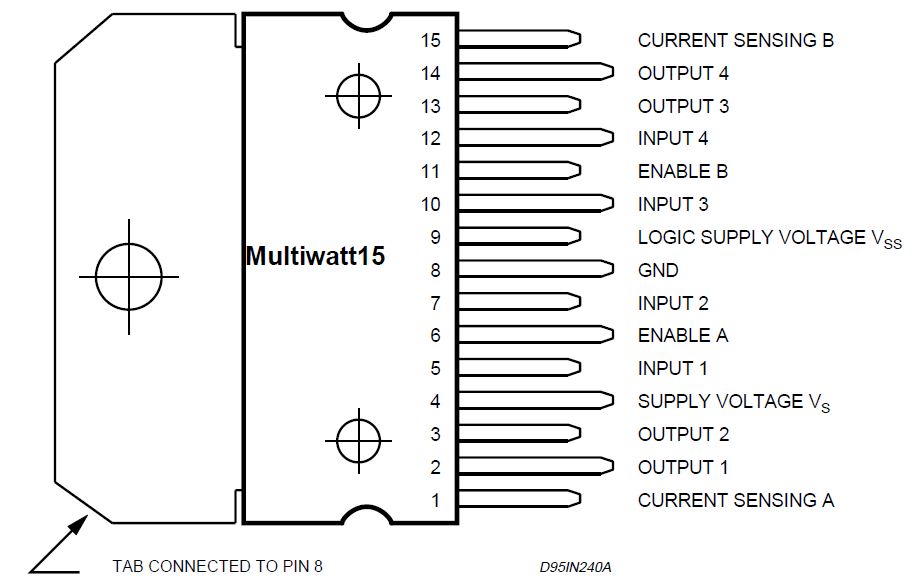 15 CURRENT SENSING B
14 OUTPUT 4
13 OUTPUT 3
12 INPUT 4
11 ENABLE B
10 INPUT 3
9 LOGIC SUPPLY VOLTAGE VSS
Multiwatt15
8 GND
7 INPUT 2
6 ENABLE A
5 INPUT 1
4 SUPPLY VOLTAGE VS
3 OUTPUT 2
2 OUTPUT 1
1 CURRENT SENSING A
TAB CONNECTED TO PIN 8
D95IN240A